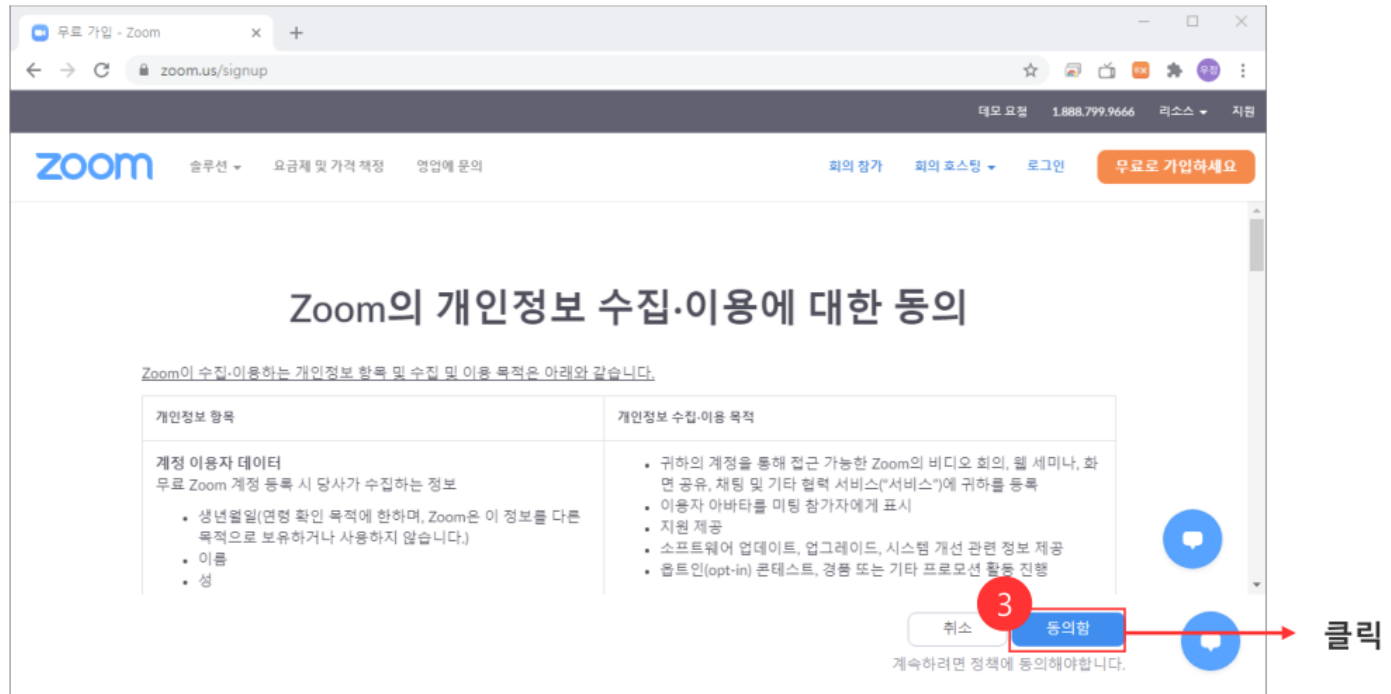 무료 가입 - Zoom
zoom.us/signup
우정
데모 요청 1.888.799.9666 리소스 지원
zoom 솔루션 요금제 및 가격 책정 영업에 문의 회의 참가 회의 호스팅 로그인 무료로 가입하세요
Zoom의 개인정보 수집·이용에 대한 동의
Zoom이 수집·이용하는 개인정보 항목 및 수집 및 이용 목적은 아래와 같습니다.
개인정보 항목
계정 이용자 데이터
무료 Zoom 계정 등록 시 당사가 수집하는 정보
• 생년월일(연령 확인 목적에 한하며, Zoom은 이 정보를 다른
목적으로 보유하거나 사용하지 않습니다.)
• 이름
• 성
개인정보 수집·이용 목적
• 귀하의 계정을 통해 접근 가능한 Zoom의 비디오 회의, 웹 세미나, 화
면 공유, 채팅 및 기타 협력 서비스("서비스")에 귀하를 등록
• 이용자 아바타를 미팅 참가자에게 표시
• 지원 제공
• 소프트웨어 업데이트, 업그레이드, 시스템 개선 관련 정보 제공
• 옵트인(opt-in) 콘테스트, 경품 또는 기타 프로모션 활동 진행
3
취소 동의함
클릭
계속하려면 정책에 동의해야합니다.